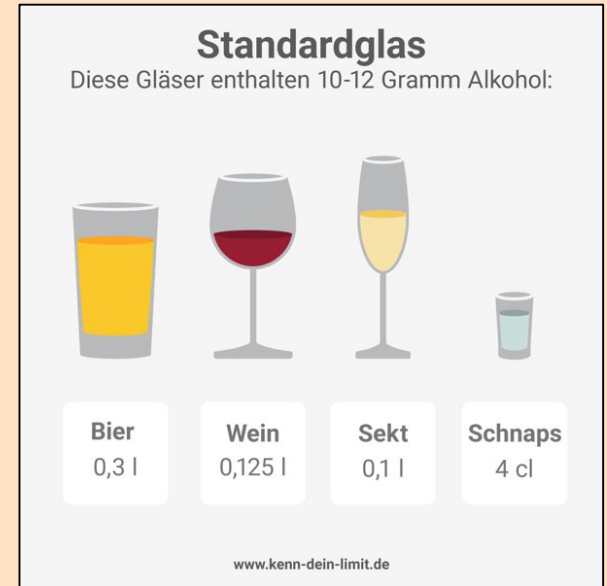 Standardglas
Diese Gläser enthalten 10-12 Gramm Alkohol:
Bier
0,3 l
Wein
0,125 l
Sekt
0,1 l
Schnaps
4 cl
www.kenn-dein-limit.de